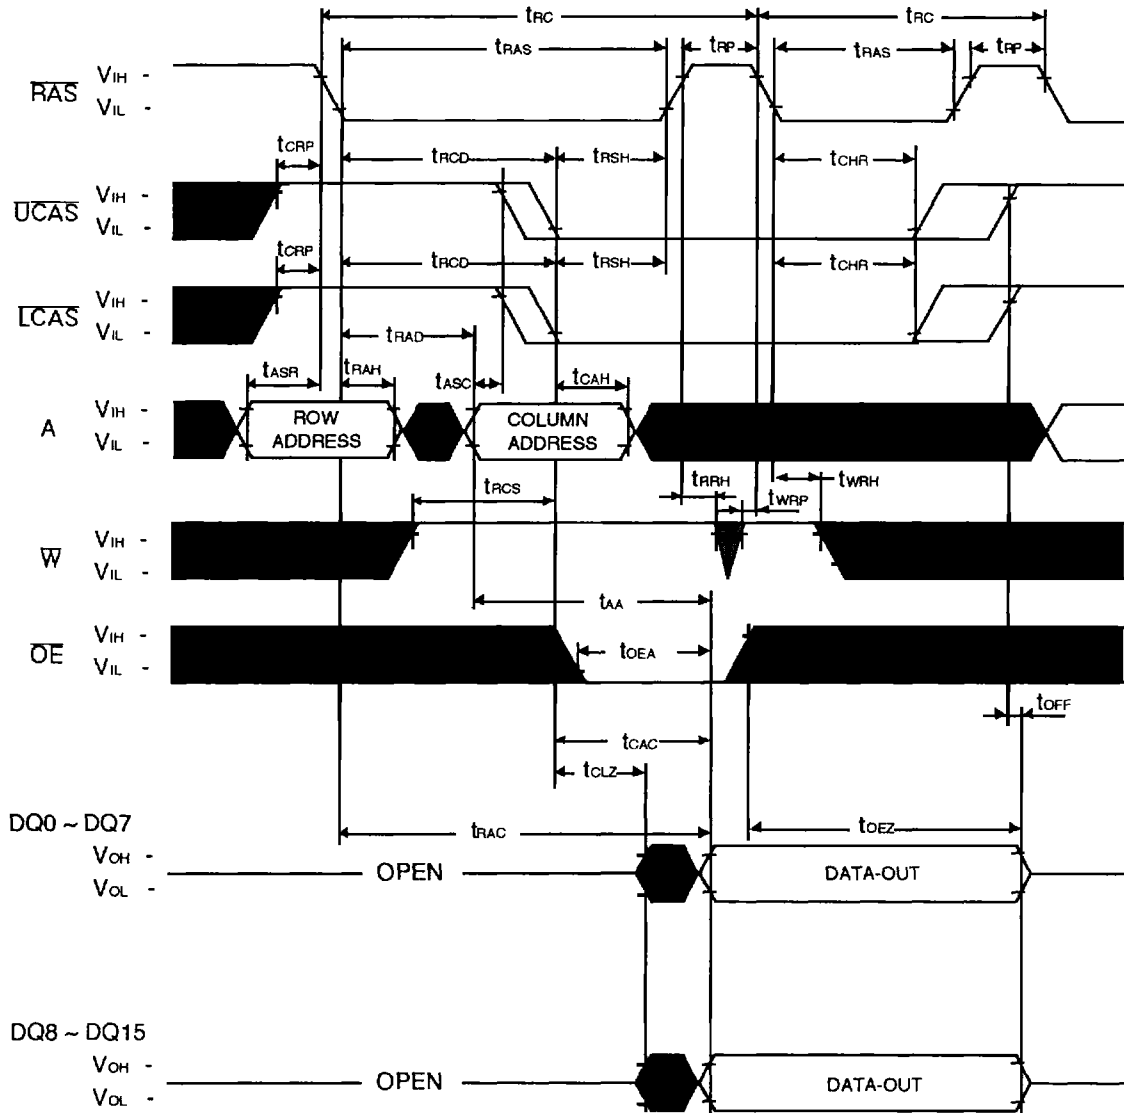 tRC tRC
tRAS tRP tRAS tRP
RAS VIH -
VIL -
tCRP tRCD tRSH tCHR
UCAS VIH -
VIL -
tCRP tRCD tRSH tCHR
LCAS VIH -
VIL -
tRAD
tASR tRAH tASC tCAH
A VIH -
VIL -
ROW ADDRESS
COLUMN ADDRESS
tRCS tRRH tWRP tWRH
W VIH -
VIL -
tAA
OE VIH -
VIL -
tOEA
tOFF
tCAC
tCLZ
DQ0 ~ DQ7
tRAC tOEZ
VOH -
VOL -
OPEN DATA-OUT
DQ8 ~ DQ15
VOH -
VOL -
OPEN DATA-OUT